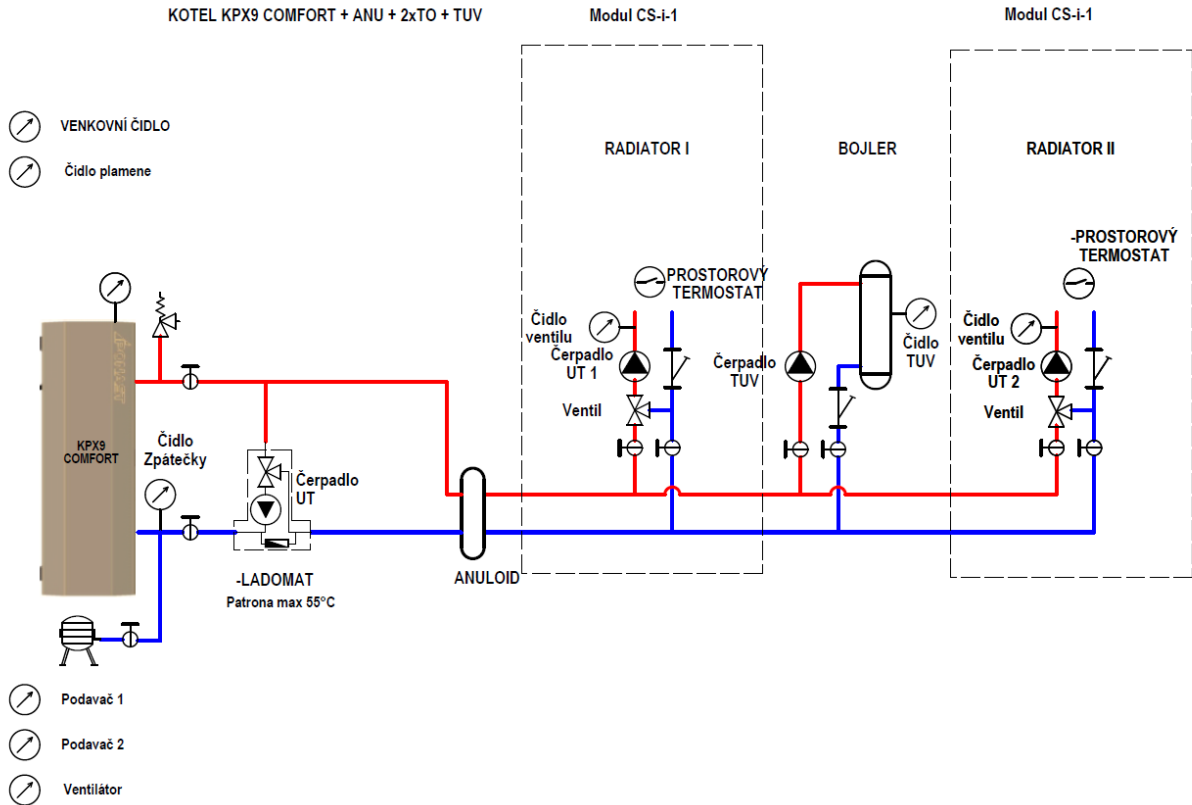 KOTEL KPX9 COMFORT + ANU + 2xTO + TUV
Modul CS-i-1
Modul CS-i-1
VENKOVNÍ ČIDLO
Čidlo plamene
RADIATOR I
BOJLER
RADIATOR II
PROSTOROVÝ
TERMOSTAT
-PROSTOROVÝ
TERMOSTAT
Čidlo
ventilu
Čerpadlo
UT 1
Ventil
Čerpadlo
TUV
Čidlo
TUV
Čidlo
ventilu
Čerpadlo
UT 2
Ventil
KPX9
COMFORT
Čidlo
Zpátečky
Čerpadlo
UT
-LADOMAT
Patrona max 55°C
ANULOID
Podavač 1
Podavač 2
Ventilátor